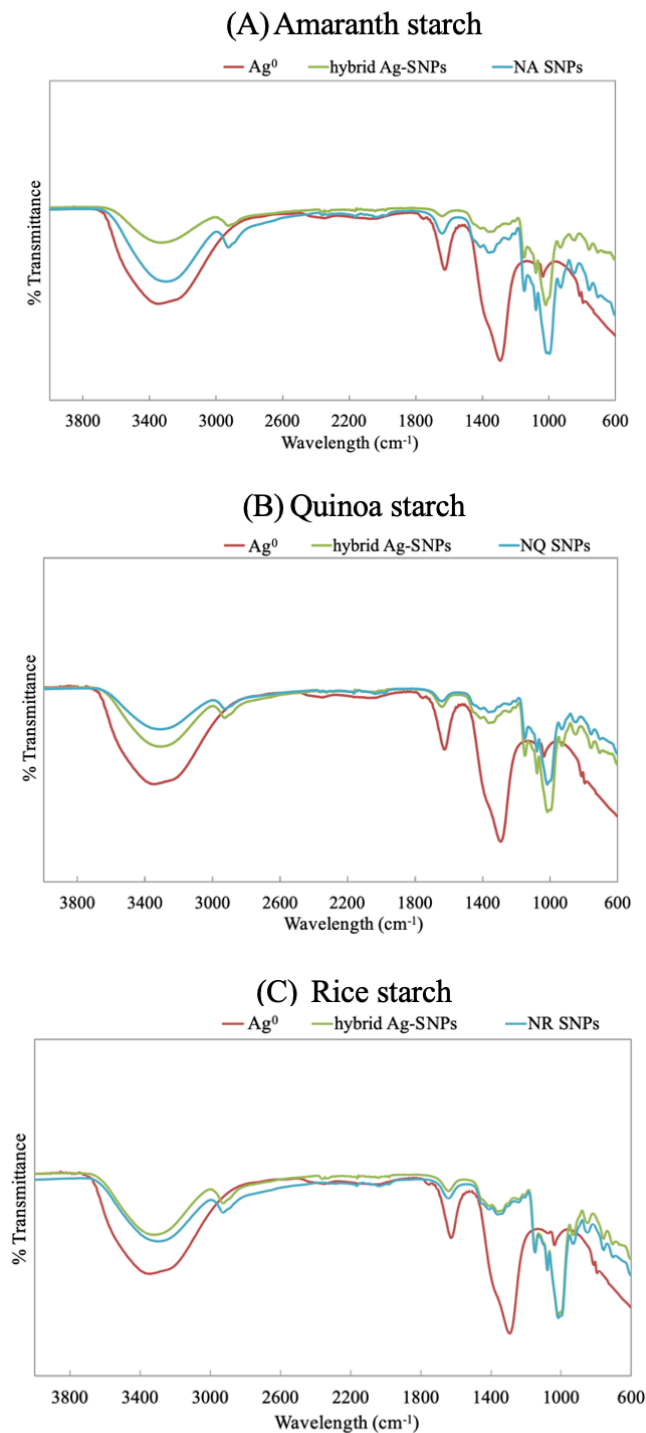 (A) Amaranth starch
Ag⁰ hybrid Ag-SNPs NA SNPs
% Transmittance
3800 3400 3000 2600 2200 1800 1400 1000 600
Wavelength (cm⁻¹)
(B) Quinoa starch
Ag⁰ hybrid Ag-SNPs NQ SNPs
% Transmittance
3800 3400 3000 2600 2200 1800 1400 1000 600
Wavelength (cm⁻¹)
(C) Rice starch
Ag⁰ hybrid Ag-SNPs NR SNPs
% Transmittance
3800 3400 3000 2600 2200 1800 1400 1000 600
Wavelength (cm⁻¹)